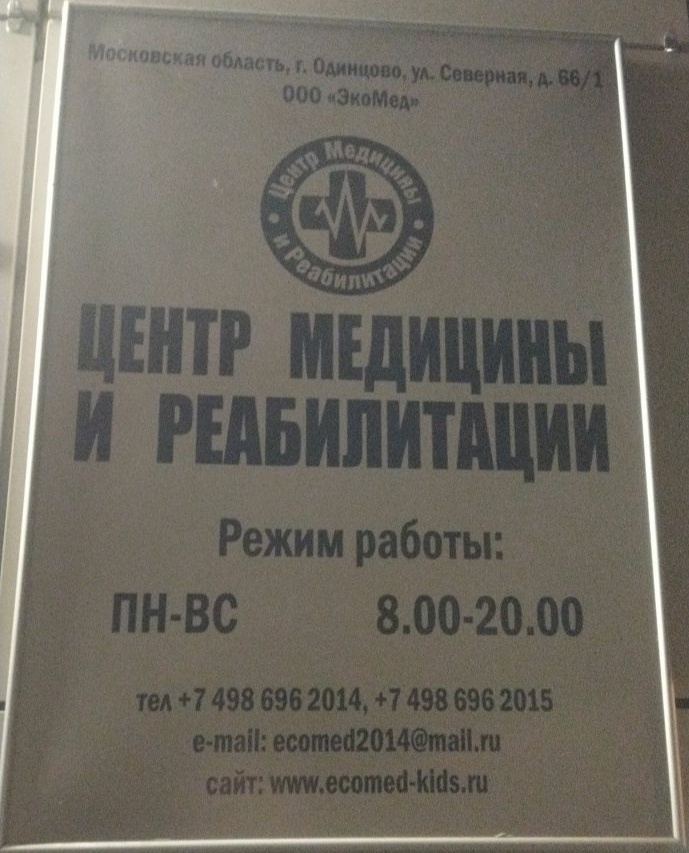 Московская область, г. Одинцово, ул. Северная, д. 66/1
ООО «ЭкоМед»
Центр Медицины
и Реабилитации
ЦЕНТР МЕДИЦИНЫ
И РЕАБИЛИТАЦИИ
Режим работы:
ПН-ВС 8.00-20.00
тел +7 498 696 2014, +7 498 696 2015
e-mail: ecomed2014@mail.ru
сайт: www.ecomed-kids.ru